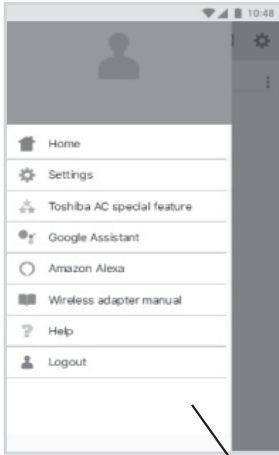 10:48
Home
Settings
Toshiba AC special feature
Google Assistant
Amazon Alexa
Wireless adapter manual
Help
Logout